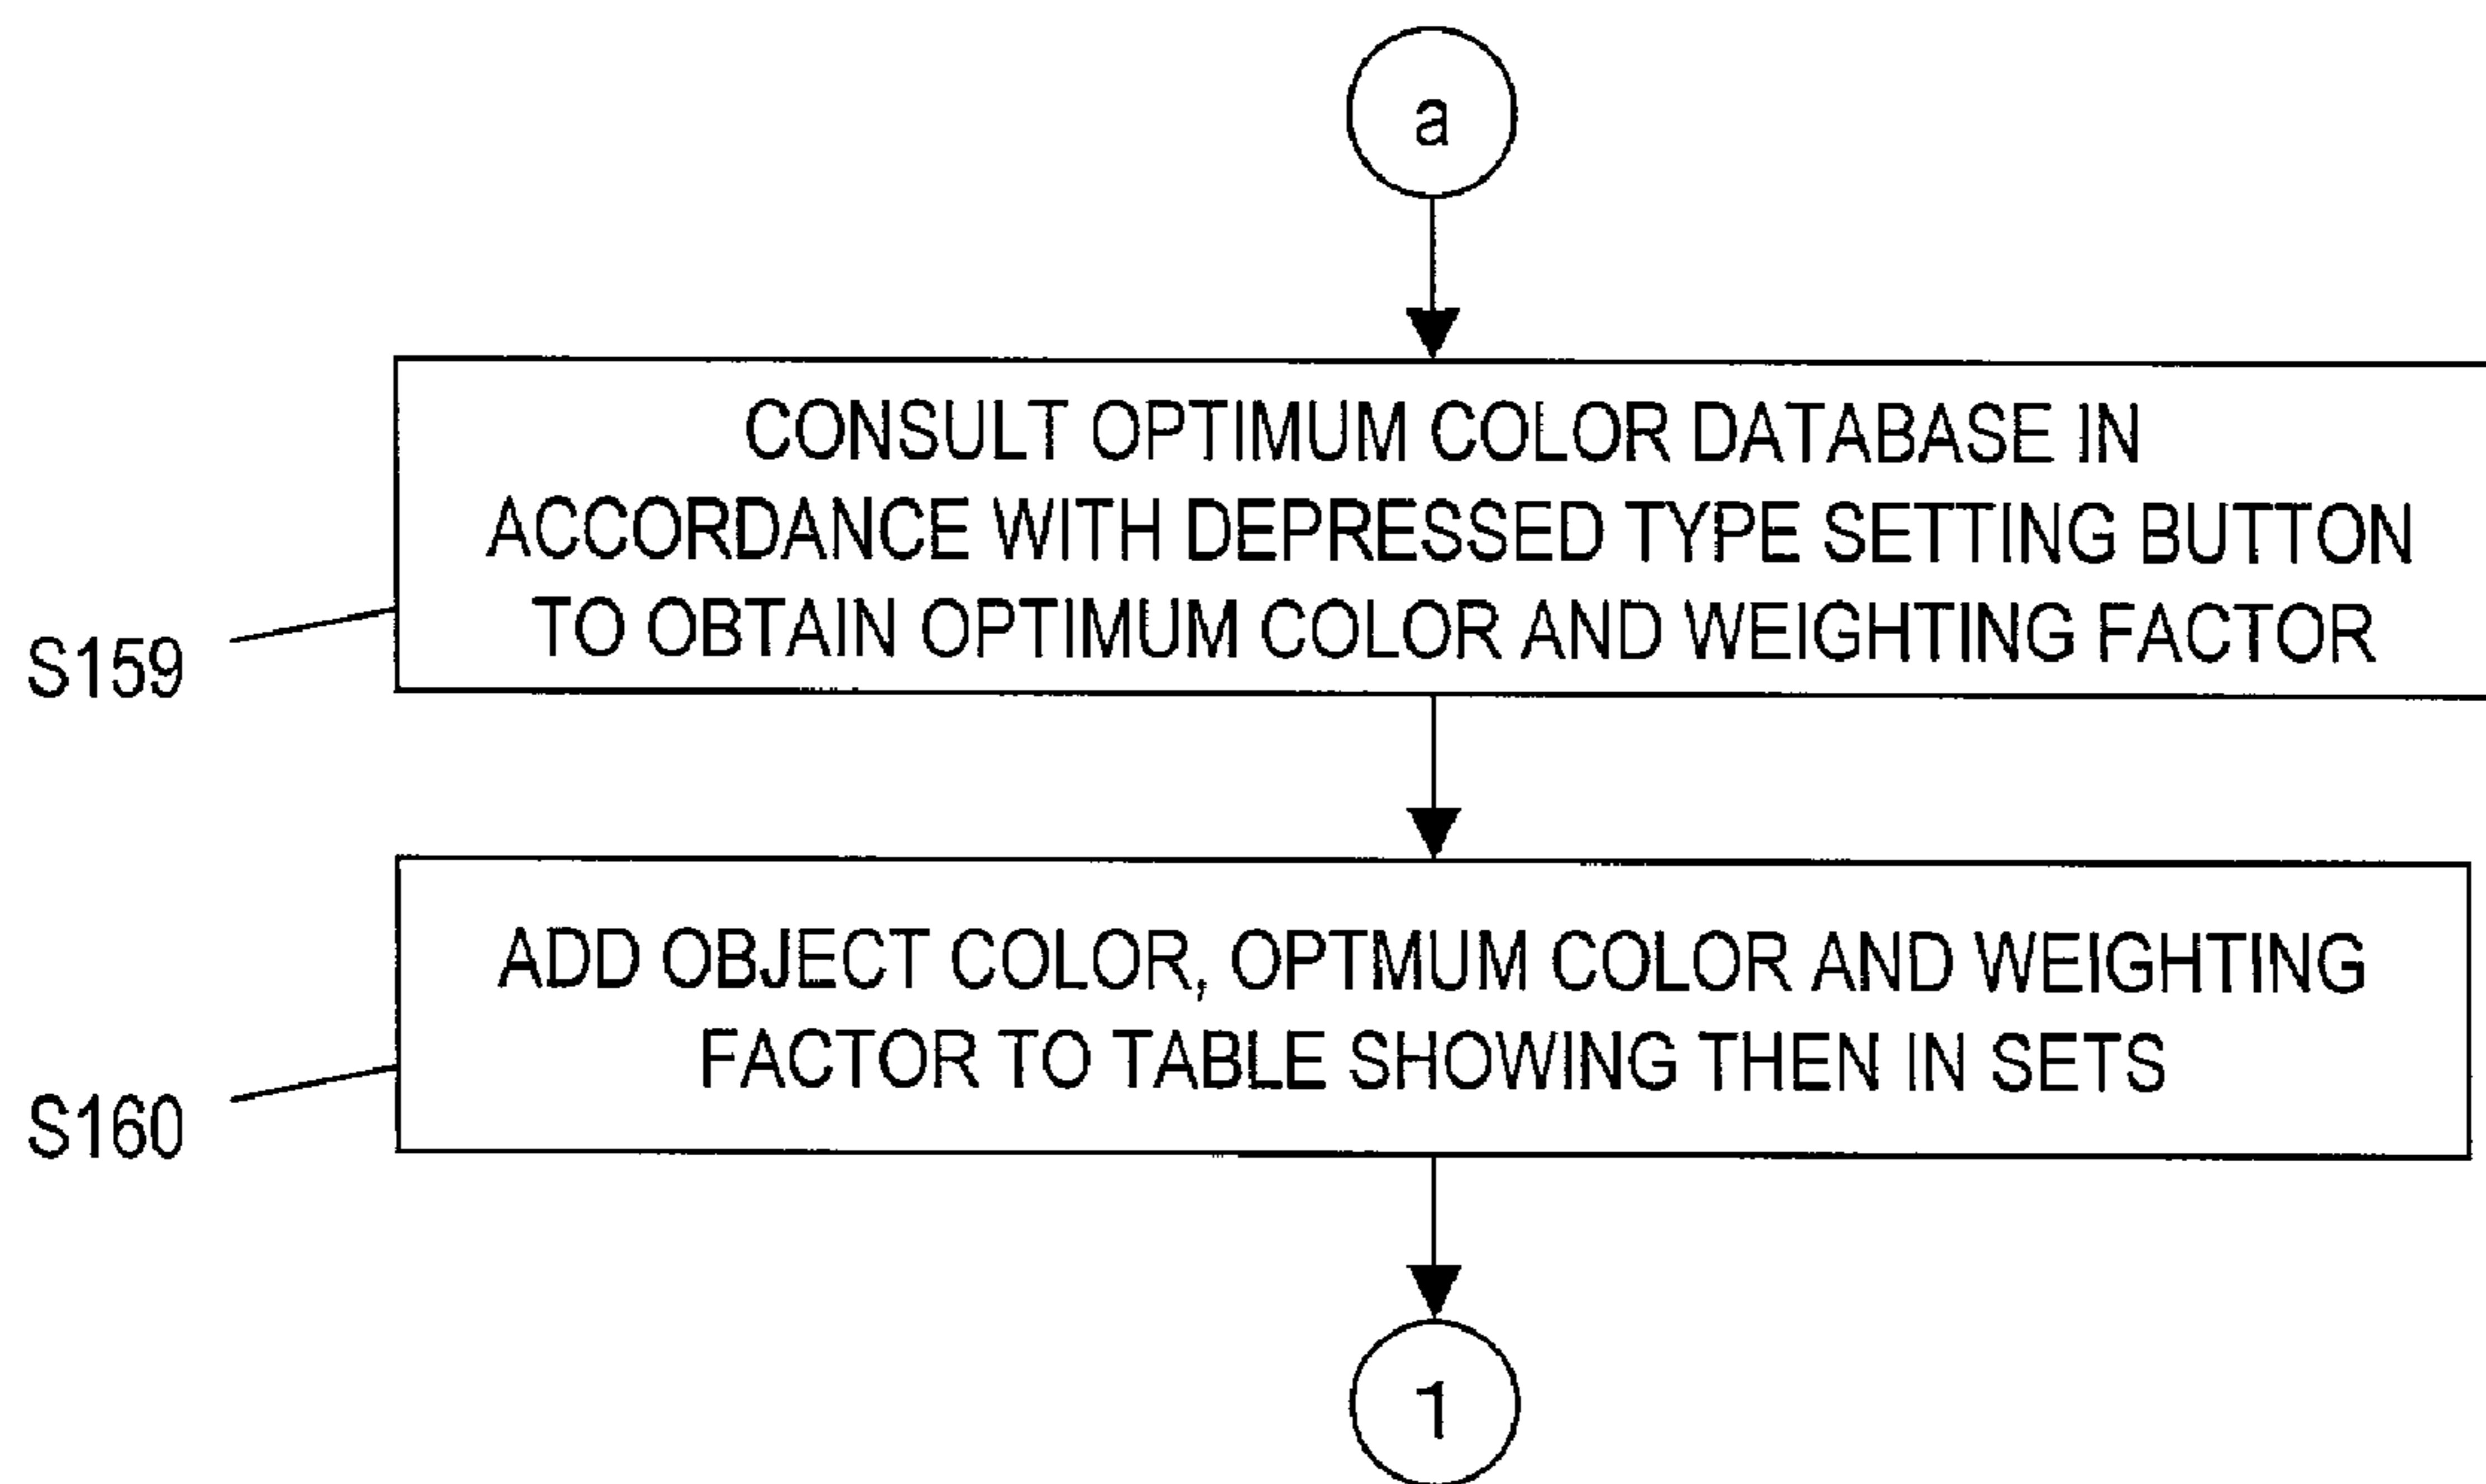 a
CONSULT OPTIMUM COLOR DATABASE IN
ACCORDANCE WITH DEPRESSED TYPE SETTING BUTTON
TO OBTAIN OPTIMUM COLOR AND WEIGHTING FACTOR
S159
ADD OBJECT COLOR, OPTMUM COLOR AND WEIGHTING
FACTOR TO TABLE SHOWING THEN IN SETS
S160
1